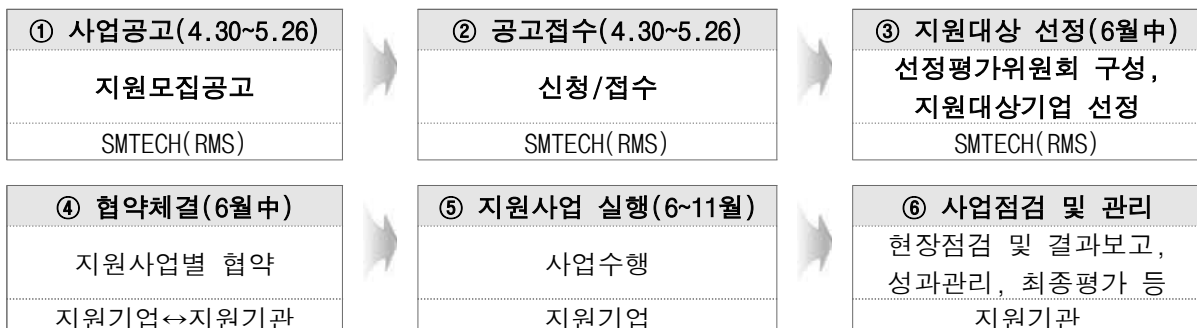 ① 사업공고(4.30~5.26)
지원모집공고
SMTECH(RMS)
② 공고접수(4.30~5.26)
신청/접수
SMTECH(RMS)
③ 지원대상 선정(6월中)
선정평가위원회 구성,
지원대상기업 선정
SMTECH(RMS)
④ 협약체결(6월中)
지원사업별 협약
지원기업↔지원기관
⑤ 지원사업 실행(6~11월)
사업수행
지원기업
⑥ 사업점검 및 관리
현장점검 및 결과보고,
성과관리, 최종평가 등
지원기관